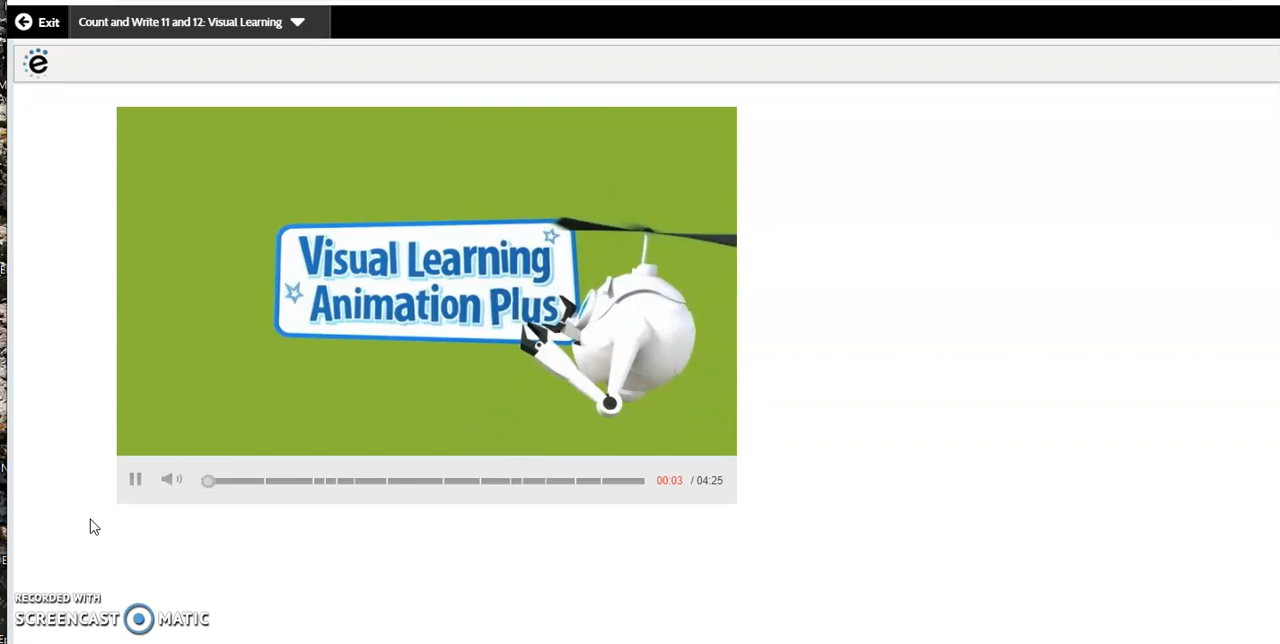 Exit
Count and Write 11 and 12: Visual Learning
e
Visual Learning
Animation Plus
00:03 / 04:25
RECORDED WITH
SCREENCAST MATIC